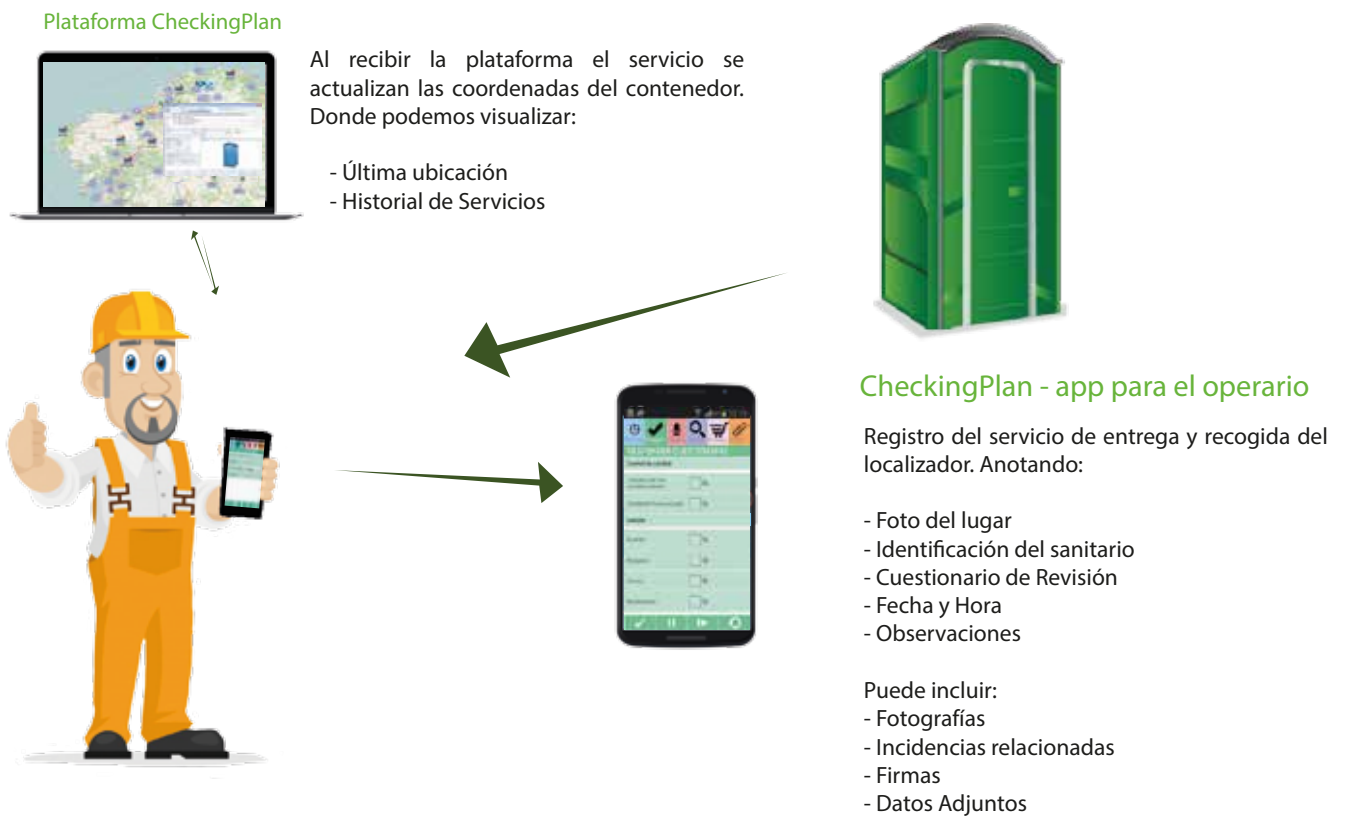 Plataforma CheckingPlan
Al recibir la plataforma el servicio se
actualizan las coordenadas del contenedor.
Donde podemos visualizar:
- Última ubicación
- Historial de Servicios
CheckingPlan - app para el operario
Registro del servicio de entrega y recogida del
localizador. Anotando:
- Foto del lugar
- Identificación del sanitario
- Cuestionario de Revisión
- Fecha y Hora
- Observaciones
Puede incluir:
- Fotografías
- Incidencias relacionadas
- Firmas
- Datos Adjuntos